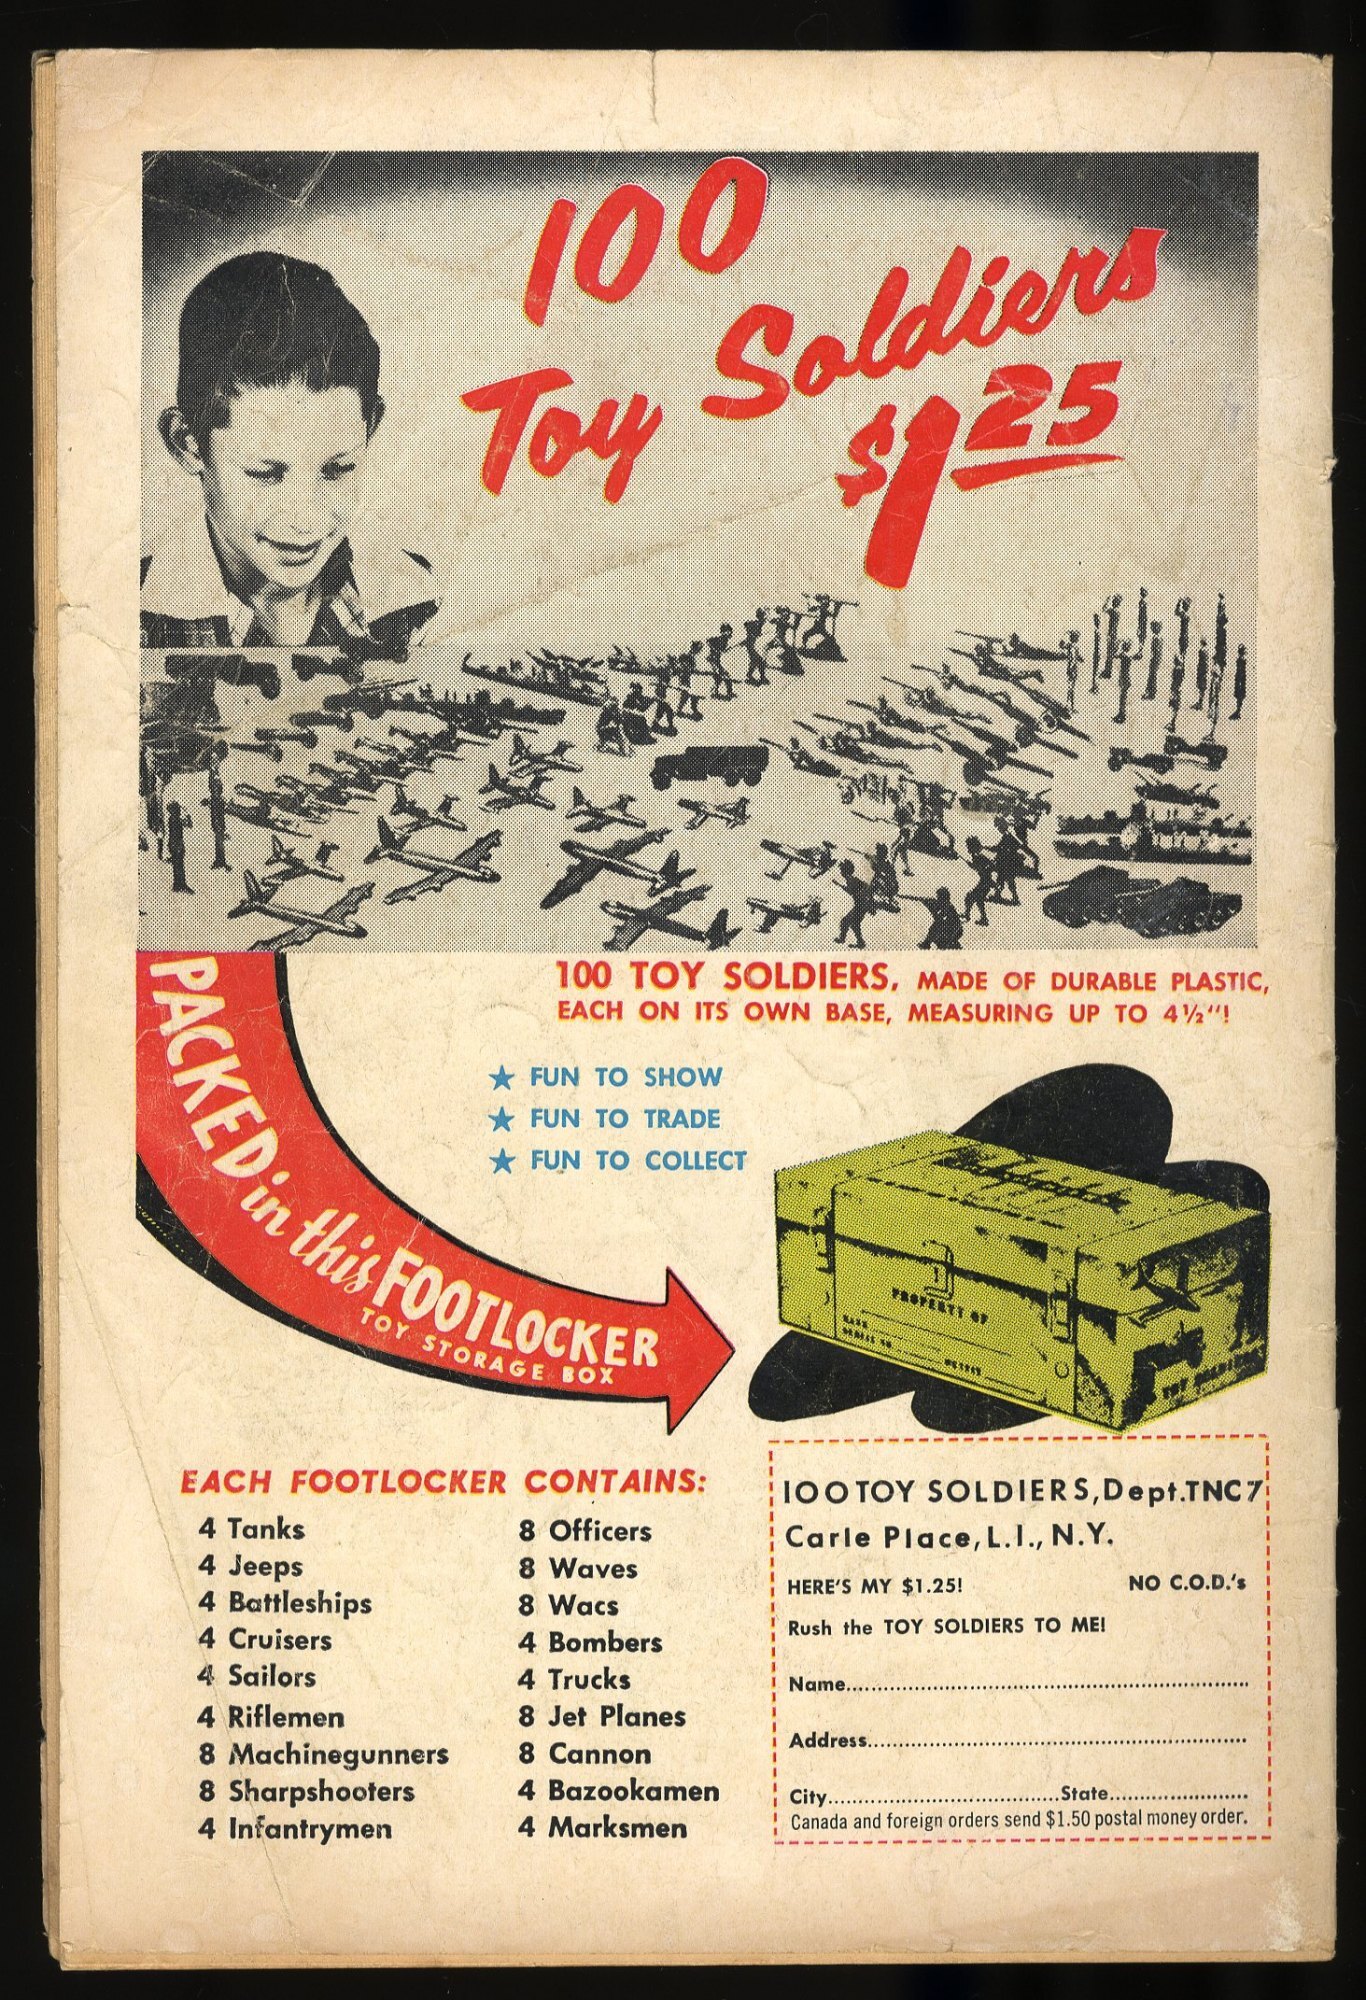 100
Toy Soldiers
$1.25
100 TOY SOLDIERS, MADE OF DURABLE PLASTIC,
EACH ON ITS OWN BASE, MEASURING UP TO 4½"!
★ FUN TO SHOW
★ FUN TO TRADE
★ FUN TO COLLECT
PACKED in this FOOTLOCKER
TOY STORAGE BOX
PROPERTY OF
TOY SOLDIERS
EACH FOOTLOCKER CONTAINS:
4 Tanks
4 Jeeps
4 Battleships
4 Cruisers
4 Sailors
4 Riflemen
8 Machinegunners
8 Sharpshooters
4 Infantrymen
8 Officers
8 Waves
8 Wacs
4 Bombers
4 Trucks
8 Jet Planes
8 Cannon
4 Bazookamen
4 Marksmen
100 TOY SOLDIERS, Dept. TNC 7
Carle Place, L.I., N.Y.
HERE'S MY $1.25! NO C.O.D.'s
Rush the TOY SOLDIERS TO ME!
Name
Address
City State
Canada and foreign orders send $1.50 postal money order.